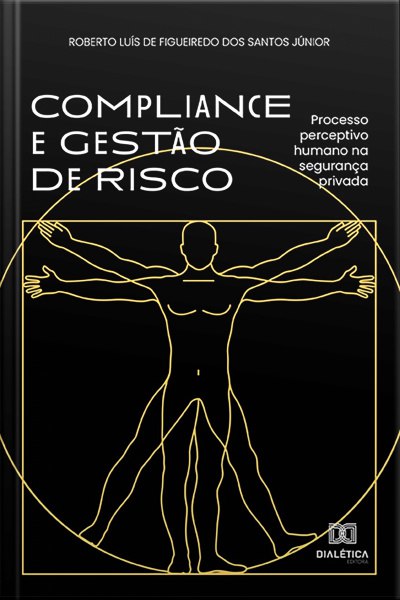 ROBERTO LUÍS DE FIGUEIREDO DOS SANTOS JÚNIOR
COMPLIANCE
E GESTÃO
DE RISCO
Processo
perceptivo
humano na
segurança
privada
DIALÉTICA
EDITORA